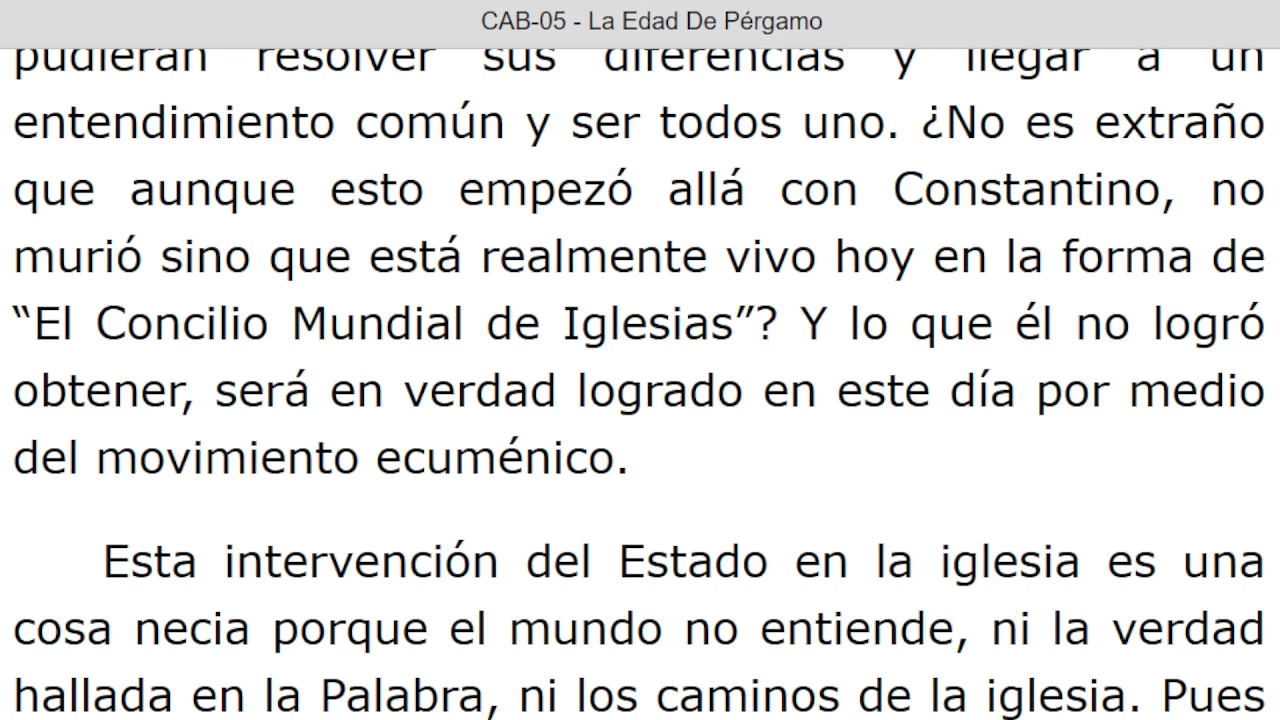 CAB-05 - La Edad De Pérgamo
pudieran resolver sus diferencias y llegar a un
entendimiento común y ser todos uno. ¿No es extraño
que aunque esto empezó allá con Constantino, no
murió sino que está realmente vivo hoy en la forma de
“El Concilio Mundial de Iglesias”? Y lo que él no logró
obtener, será en verdad logrado en este día por medio
del movimiento ecuménico.
Esta intervención del Estado en la iglesia es una
cosa necia porque el mundo no entiende, ni la verdad
hallada en la Palabra, ni los caminos de la iglesia. Pues